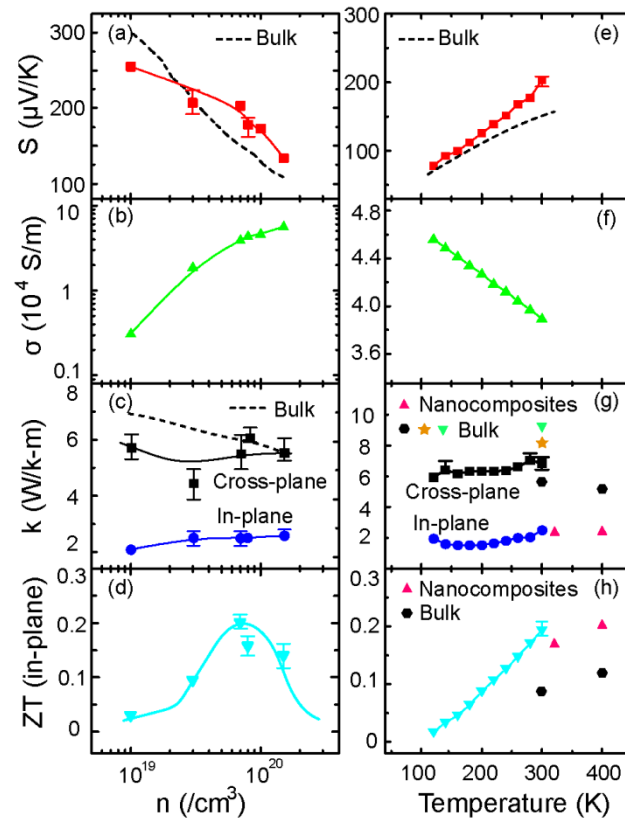 (a)
Bulk
(e)
Bulk
300
250
200
150
100
S (µV/K)
300
200
100
(b)
10
1
0.1
σ (10⁴ S/m)
(f)
4.8
4.2
3.6
(c)
Bulk
Cross-plane
In-plane
8
6
4
2
k (W/k-m)
(g)
Nanocomposites
Bulk
Cross-plane
In-plane
10
8
6
4
2
0
(d)
0.3
0.2
0.1
0
ZT (in-plane)
(h)
Nanocomposites
Bulk
0.3
0.2
0.1
0
10¹⁹
10²⁰
n (/cm³)
100
200
300
400
Temperature (K)